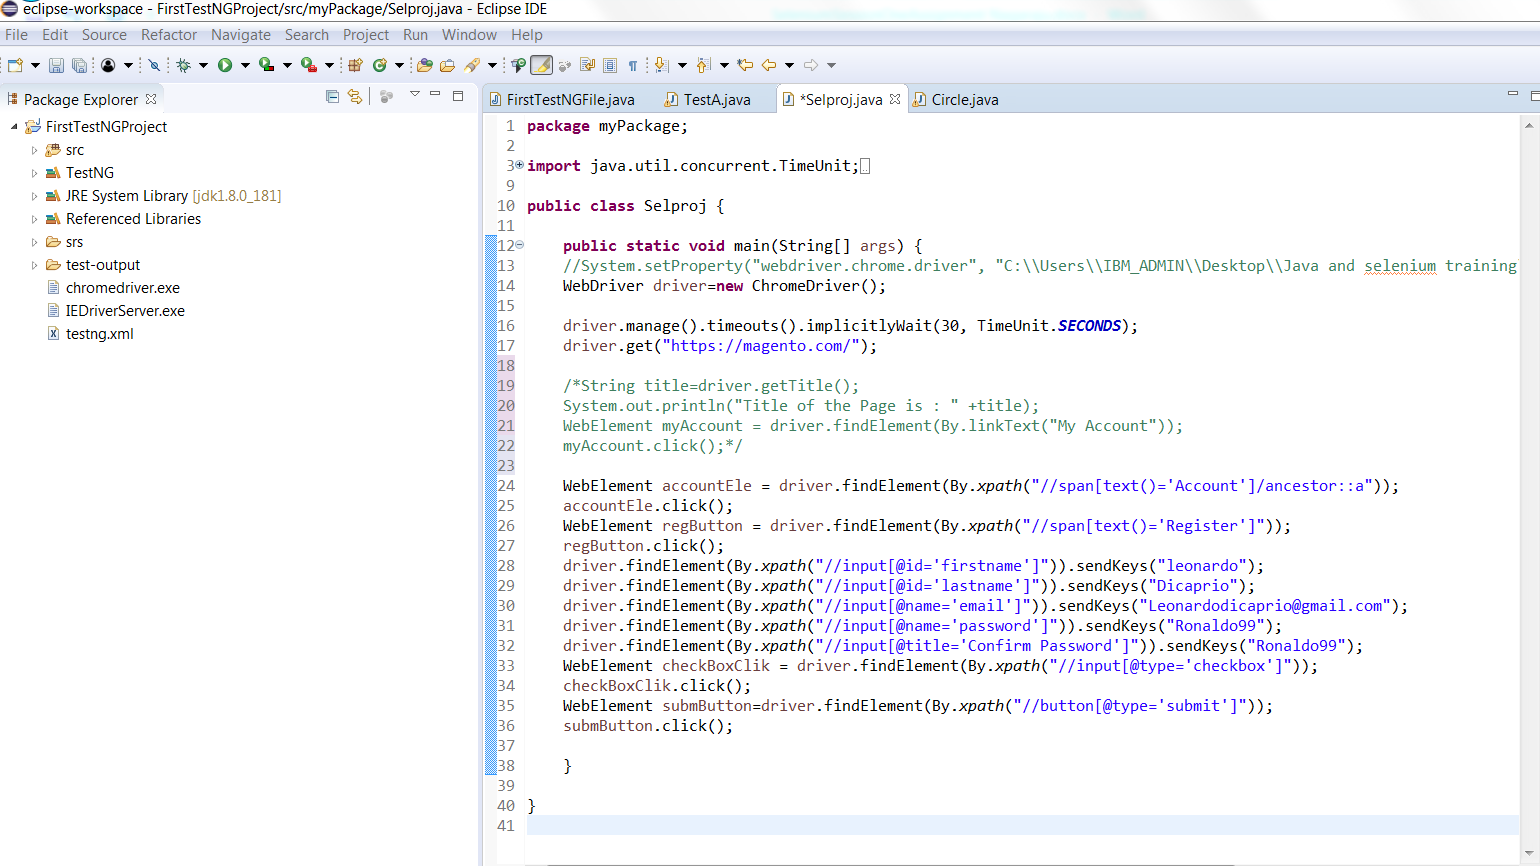 eclipse-workspace - FirstTestNGProject/src/myPackage/Selproj.java - Eclipse IDE
File Edit Source Refactor Navigate Search Project Run Window Help
Package Explorer
FirstTestNGProject
src
TestNG
JRE System Library [jdk1.8.0_181]
Referenced Libraries
srs
test-output
chromedriver.exe
IEDriverServer.exe
testng.xml
FirstTestNGFile.java TestA.java *Selproj.java Circle.java
1 package myPackage;
2
3 import java.util.concurrent.TimeUnit;
9
10 public class Selproj {
11
12 public static void main(String[] args) {
13 //System.setProperty("webdriver.chrome.driver", "C:\\Users\\IBM_ADMIN\\Desktop\\Java and selenium training
14 WebDriver driver=new ChromeDriver();
15
16 driver.manage().timeouts().implicitlyWait(30, TimeUnit.SECONDS);
17 driver.get("https://magento.com/");
18
19 /*String title=driver.getTitle();
20 System.out.println("Title of the Page is : " +title);
21 WebElement myAccount = driver.findElement(By.linkText("My Account"));
22 myAccount.click();*/
23
24 WebElement accountEle = driver.findElement(By.xpath("//span[text()='Account']/ancestor::a"));
25 accountEle.click();
26 WebElement regButton = driver.findElement(By.xpath("//span[text()='Register']"));
27 regButton.click();
28 driver.findElement(By.xpath("//input[@id='firstname']")).sendKeys("leonardo");
29 driver.findElement(By.xpath("//input[@id='lastname']")).sendKeys("Dicaprio");
30 driver.findElement(By.xpath("//input[@name='email']")).sendKeys("Leonardodicaprio@gmail.com");
31 driver.findElement(By.xpath("//input[@name='password']")).sendKeys("Ronaldo99");
32 driver.findElement(By.xpath("//input[@title='Confirm Password']")).sendKeys("Ronaldo99");
33 WebElement checkBoxClik = driver.findElement(By.xpath("//input[@type='checkbox']"));
34 checkBoxClik.click();
35 WebElement submButton=driver.findElement(By.xpath("//button[@type='submit']"));
36 submButton.click();
37
38 }
39
40 }
41